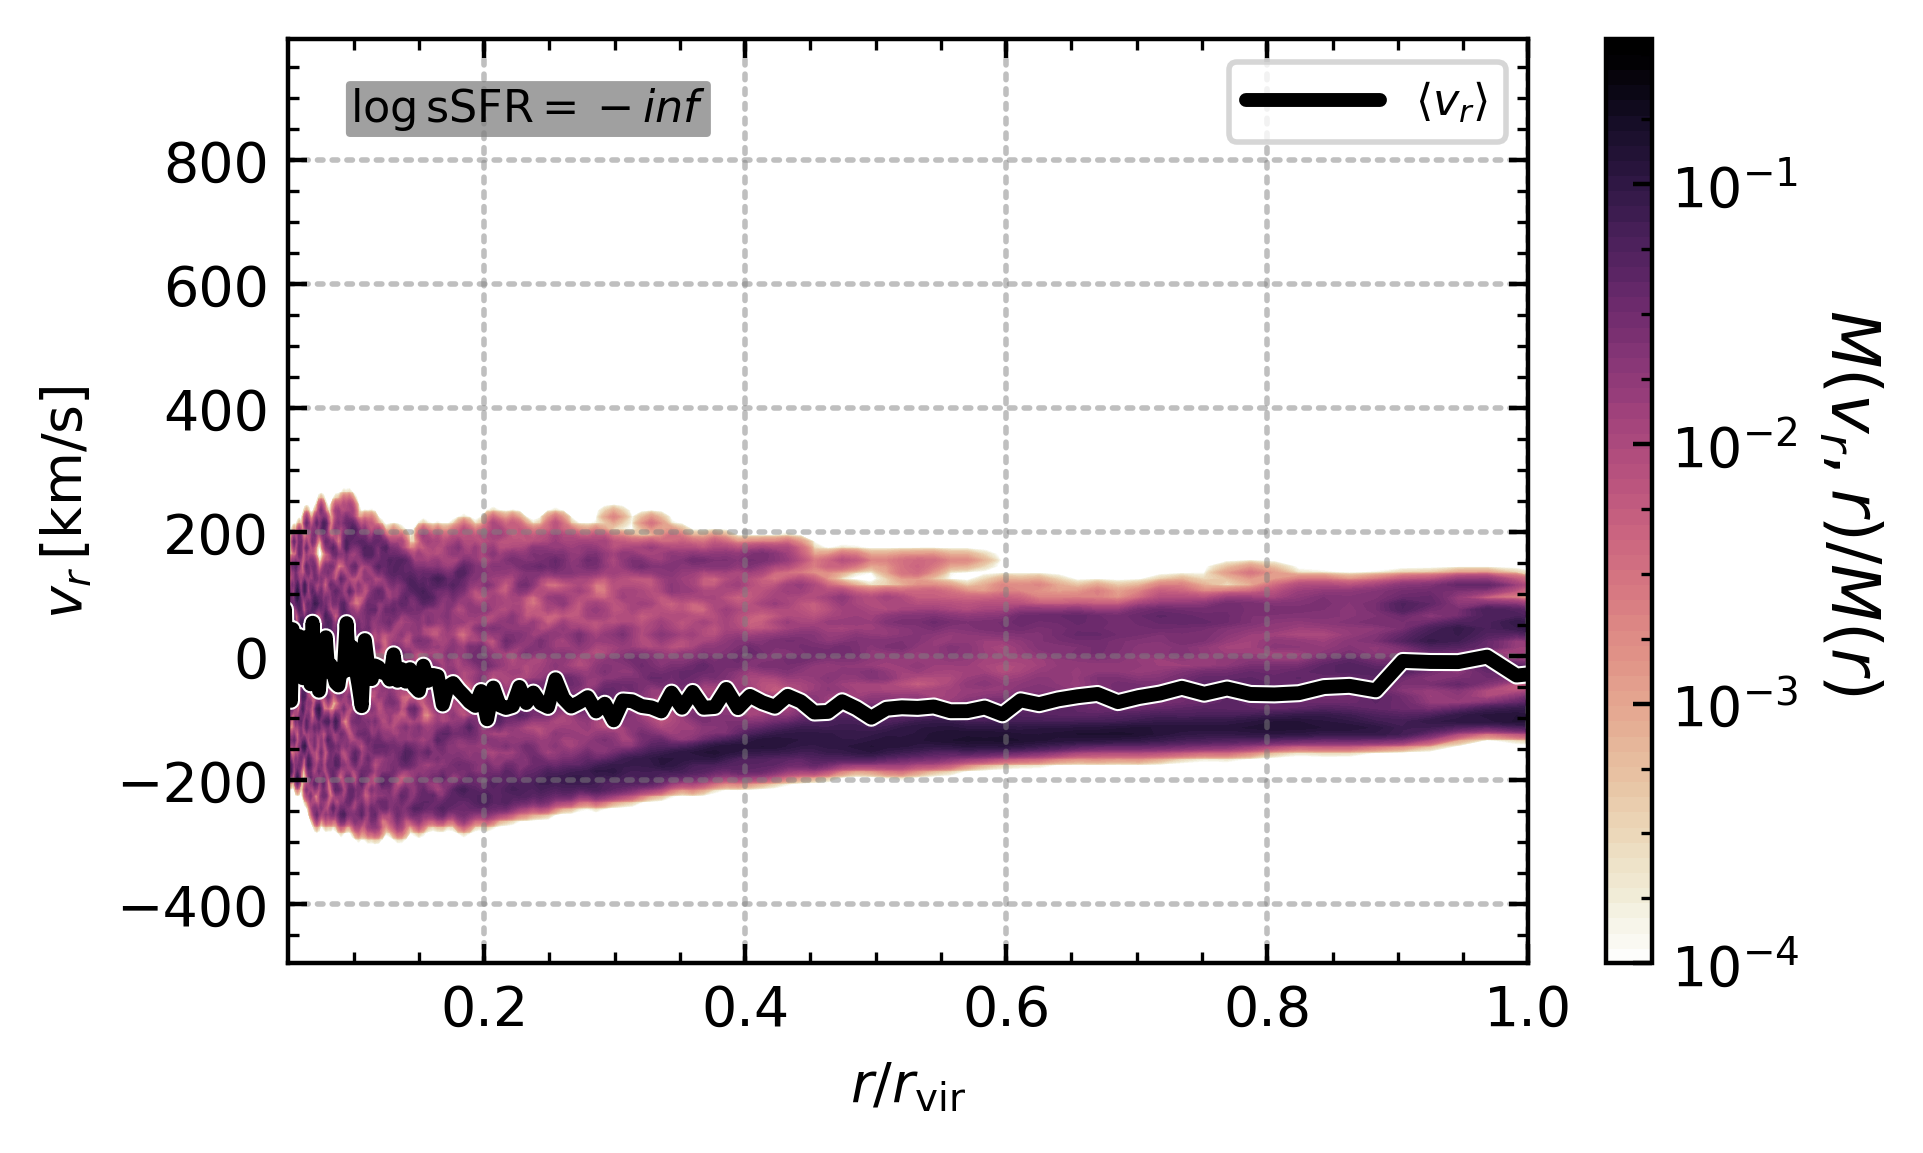 log sSFR = −inf
⟨v_r⟩
800
600
400
200
0
−200
−400
v_r [km/s]
0.2 0.4 0.6 0.8 1.0
r/r_vir
10⁻¹
10⁻²
10⁻³
10⁻⁴
M(v_r, r)/M(r)